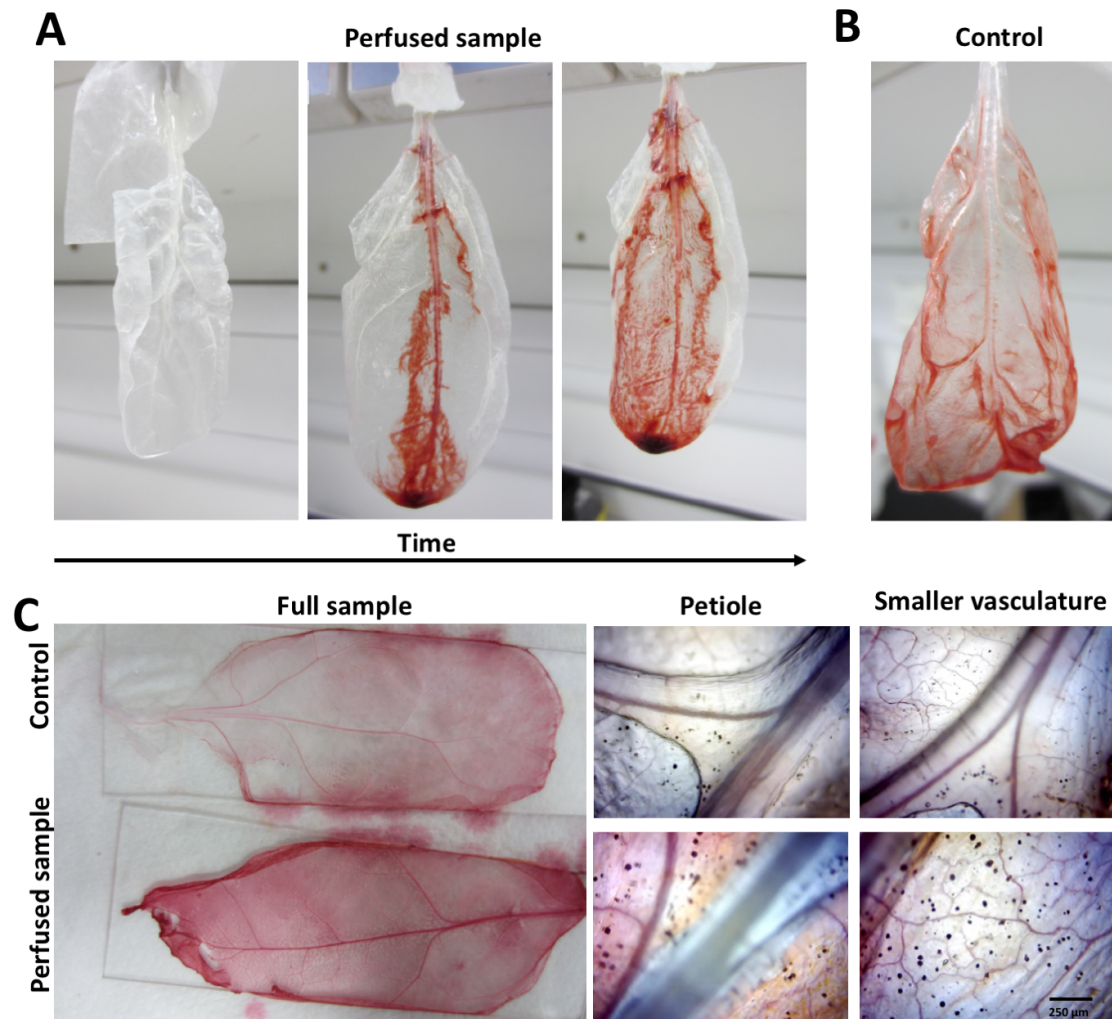 A
Perfused sample
B
Control
Time
C
Full sample
Petiole
Smaller vasculature
Control
Perfused sample
250 µm